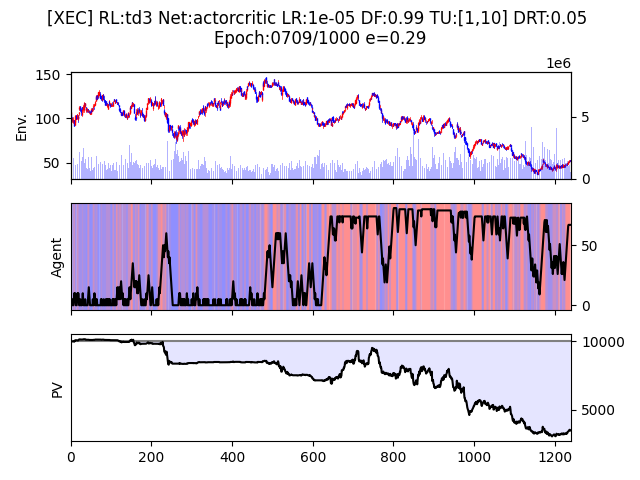 [XEC] RL:td3 Net:actorcritic LR:1e-05 DF:0.99 TU:[1,10] DRT:0.05
Epoch:0709/1000 e=0.29
1e6
150
100
50
Env.
5
0
Agent
50
0
PV
10000
5000
0 200 400 600 800 1000 1200